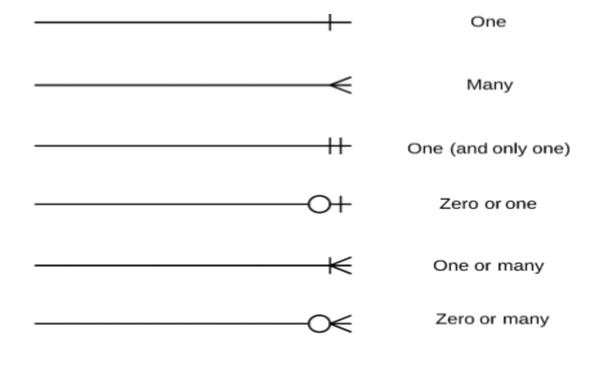 One
Many
One (and only one)
Zero or one
One or many
Zero or many